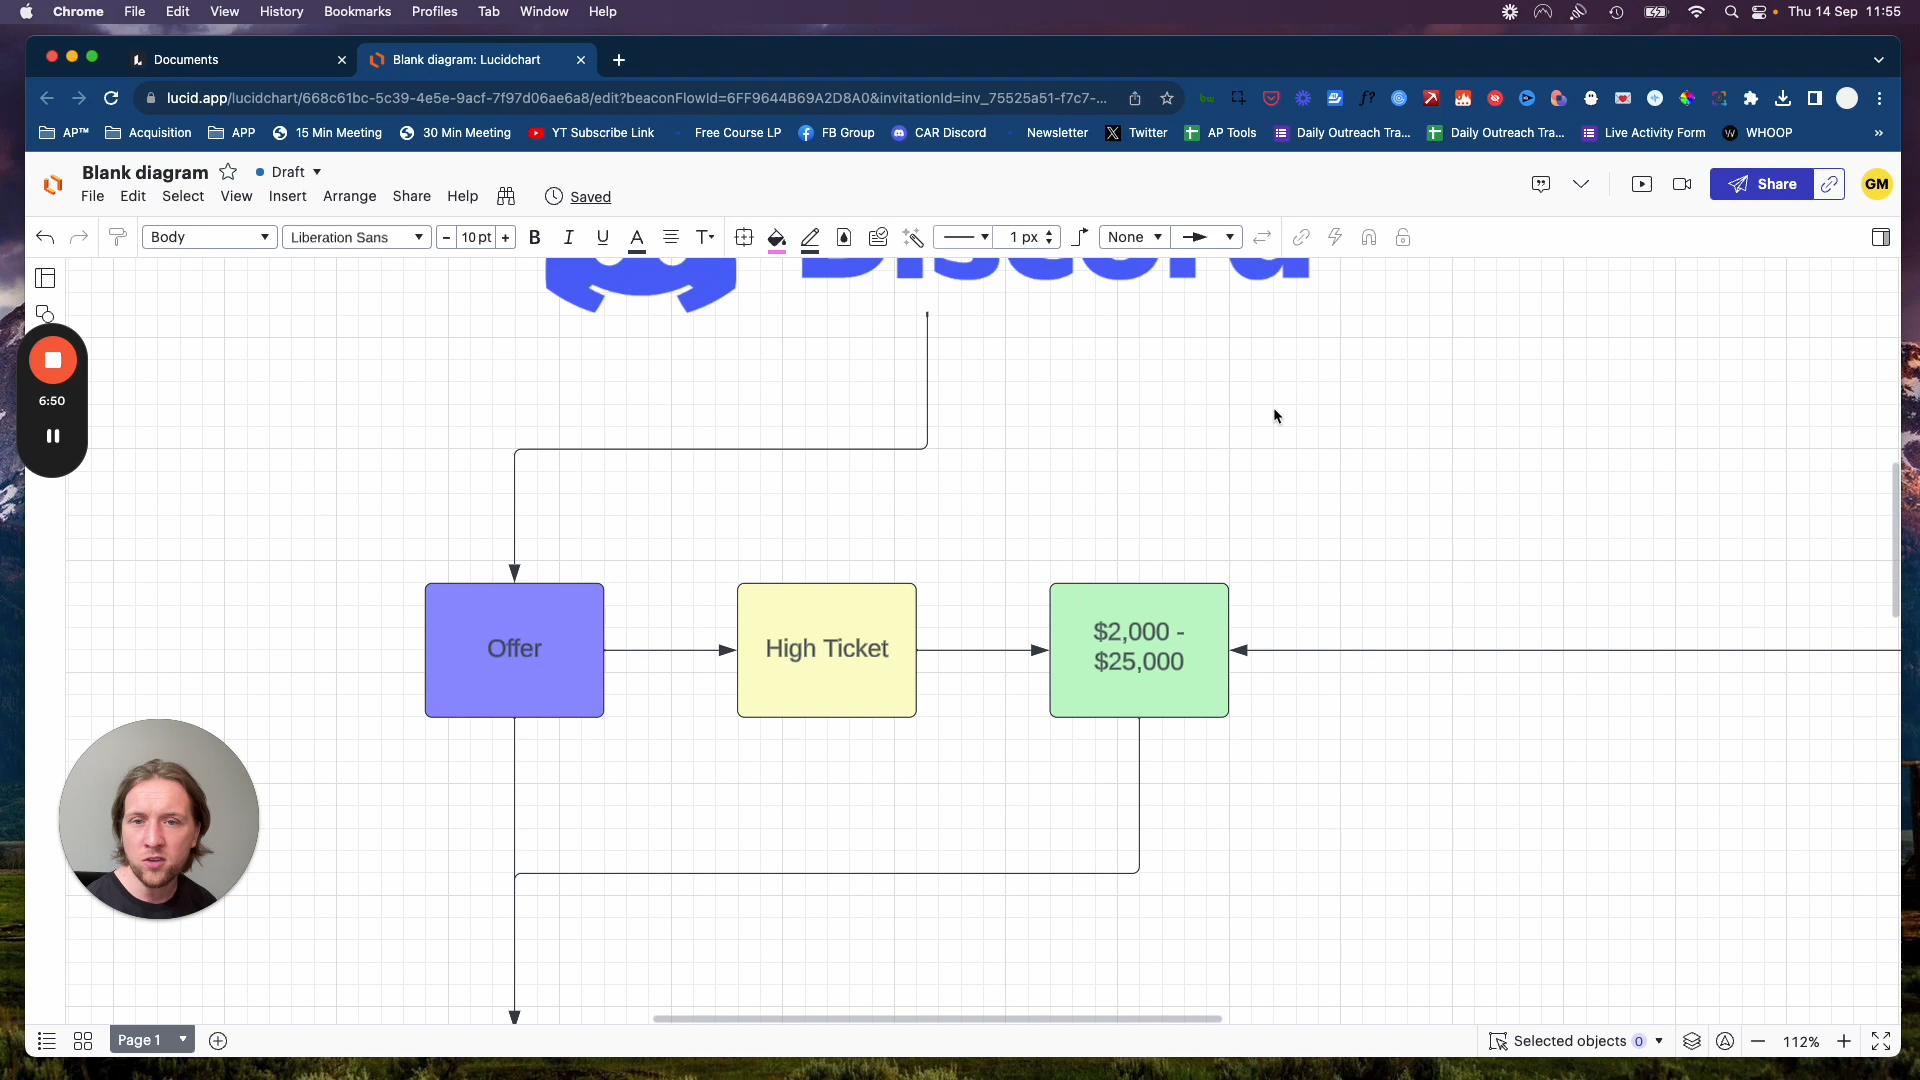 Chrome File Edit View History Bookmarks Profiles Tab Window Help Thu 14 Sep 11:55
Documents Blank diagram: Lucidchart
lucid.app/lucidchart/668c61bc-5c39-4e5e-9acf-7f97d06ae6a8/edit?beaconFlowId=6FF9644B69A2D8A0&invitationId=inv_75525a51-f7c7-...
AP™ Acquisition APP 15 Min Meeting 30 Min Meeting YT Subscribe Link Free Course LP FB Group CAR Discord Newsletter Twitter AP Tools Daily Outreach Tra... Daily Outreach Tra... Live Activity Form WHOOP »
Blank diagram Draft
File Edit Select View Insert Arrange Share Help Saved
Share GM
Body Liberation Sans - 10 pt + B I U A T 1 px None
Discord
6:50
Offer High Ticket $2,000 -
$25,000
Page 1 Selected objects 0 112%